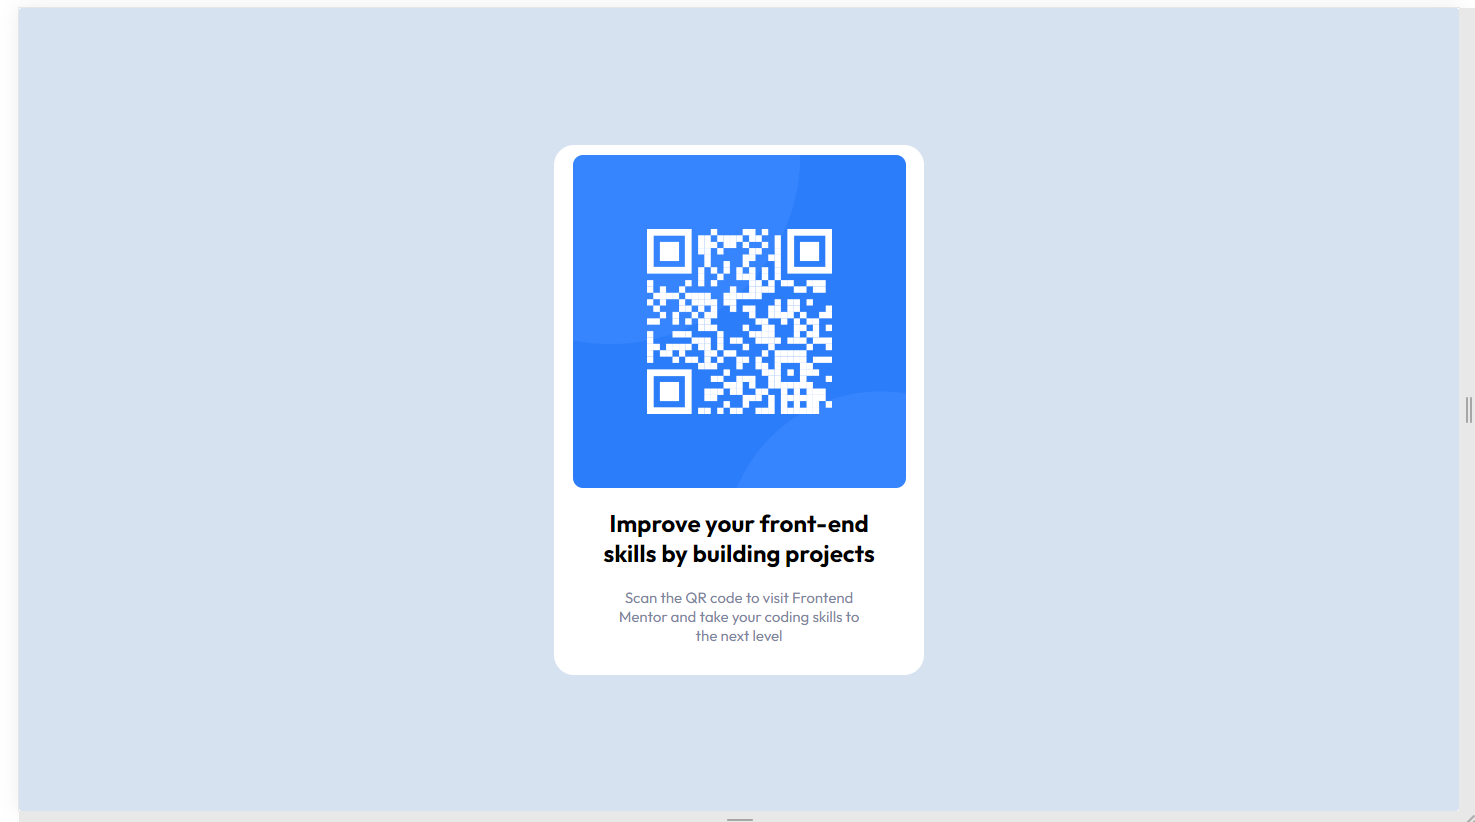 Improve your front-end
skills by building projects
Scan the QR code to visit Frontend
Mentor and take your coding skills to
the next level